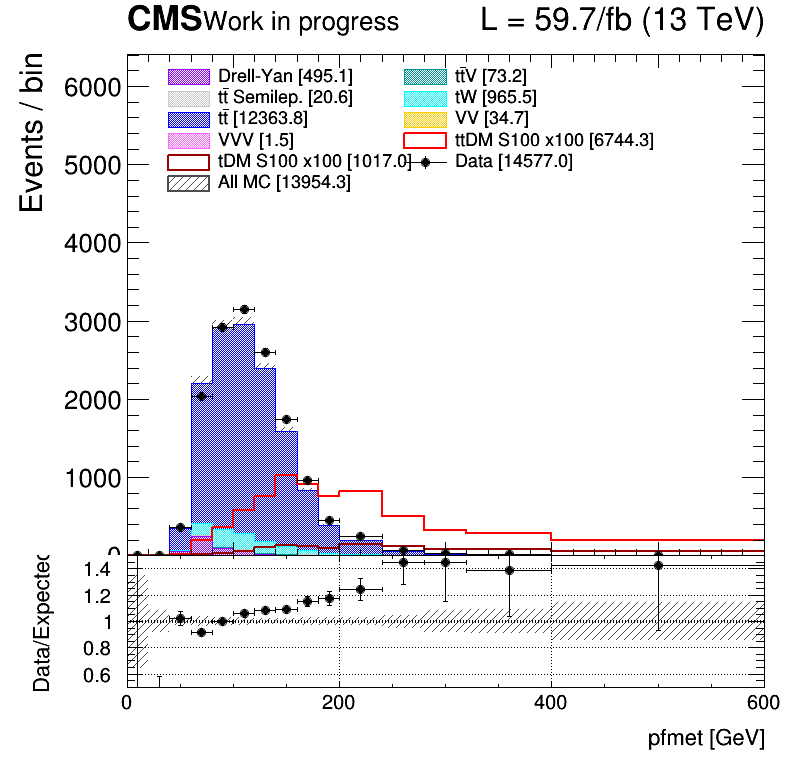 CMS Work in progress L = 59.7/fb (13 TeV)
Events / bin
6000
5000
4000
3000
2000
1000
0
Drell-Yan [495.1]
tt̄V [73.2]
tt̄ Semilep. [20.6]
tW [965.5]
tt̄ [12363.8]
VV [34.7]
VVV [1.5]
ttDM S100 x100 [6744.3]
tDM S100 x100 [1017.0]
Data [14577.0]
All MC [13954.3]
Data/Expected
1.4
1.2
1
0.8
0.6
0 200 400 600
pfmet [GeV]